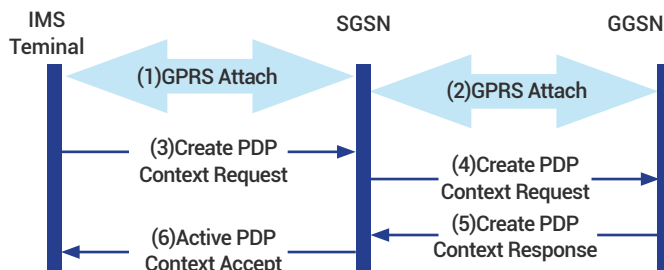 IMS
Teminal
SGSN
GGSN
(1)GPRS Attach
(2)GPRS Attach
(3)Create PDP
Context Request
(4)Create PDP
Context Request
(5)Create PDP
Context Response
(6)Active PDP
Context Accept